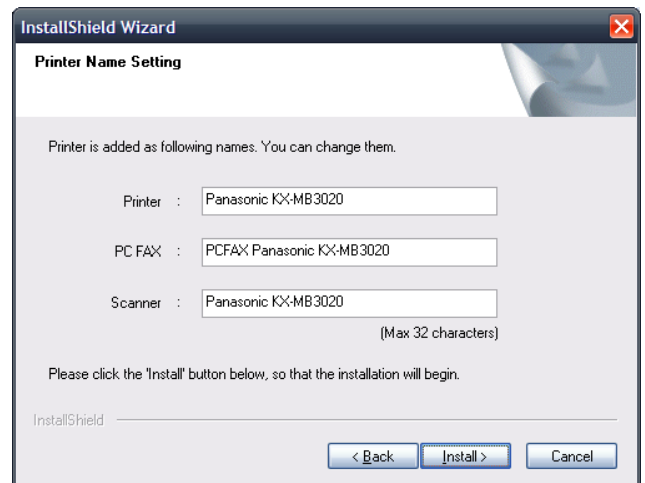 InstallShield Wizard
Printer Name Setting
Printer is added as following names. You can change them.
Printer : Panasonic KX-MB3020
PC FAX : PCFAX Panasonic KX-MB3020
Scanner : Panasonic KX-MB3020
(Max 32 characters)
Please click the 'Install' button below, so that the installation will begin.
InstallShield
< Back Install > Cancel